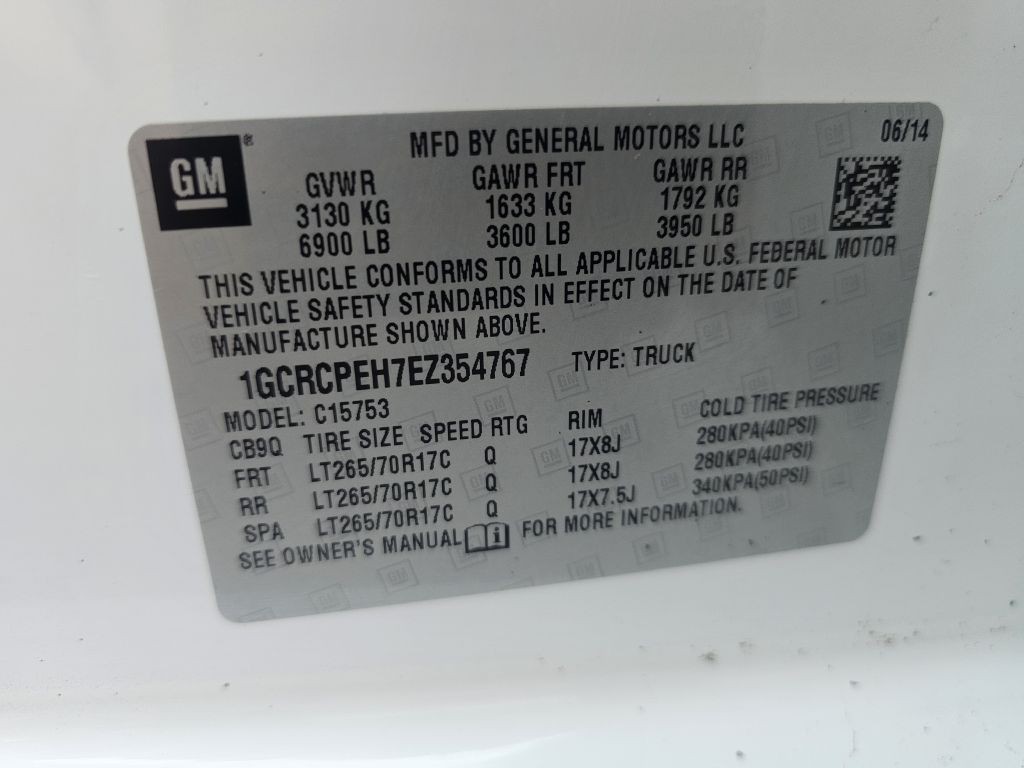 GM®
MFD BY GENERAL MOTORS LLC 06/14
GVWR GAWR FRT GAWR RR
3130 KG 1633 KG 1792 KG
6900 LB 3600 LB 3950 LB
THIS VEHICLE CONFORMS TO ALL APPLICABLE U.S. FEDERAL MOTOR
VEHICLE SAFETY STANDARDS IN EFFECT ON THE DATE OF
MANUFACTURE SHOWN ABOVE.
1GCRCPEH7EZ354767 TYPE: TRUCK
MODEL: C15753
CB9Q TIRE SIZE SPEED RTG RIM COLD TIRE PRESSURE
FRT LT265/70R17C Q 17X8J 280KPA(40PSI)
RR LT265/70R17C Q 17X8J 280KPA(40PSI)
SPA LT265/70R17C Q 17X7.5J 340KPA(50PSI)
SEE OWNER'S MANUAL i FOR MORE INFORMATION.